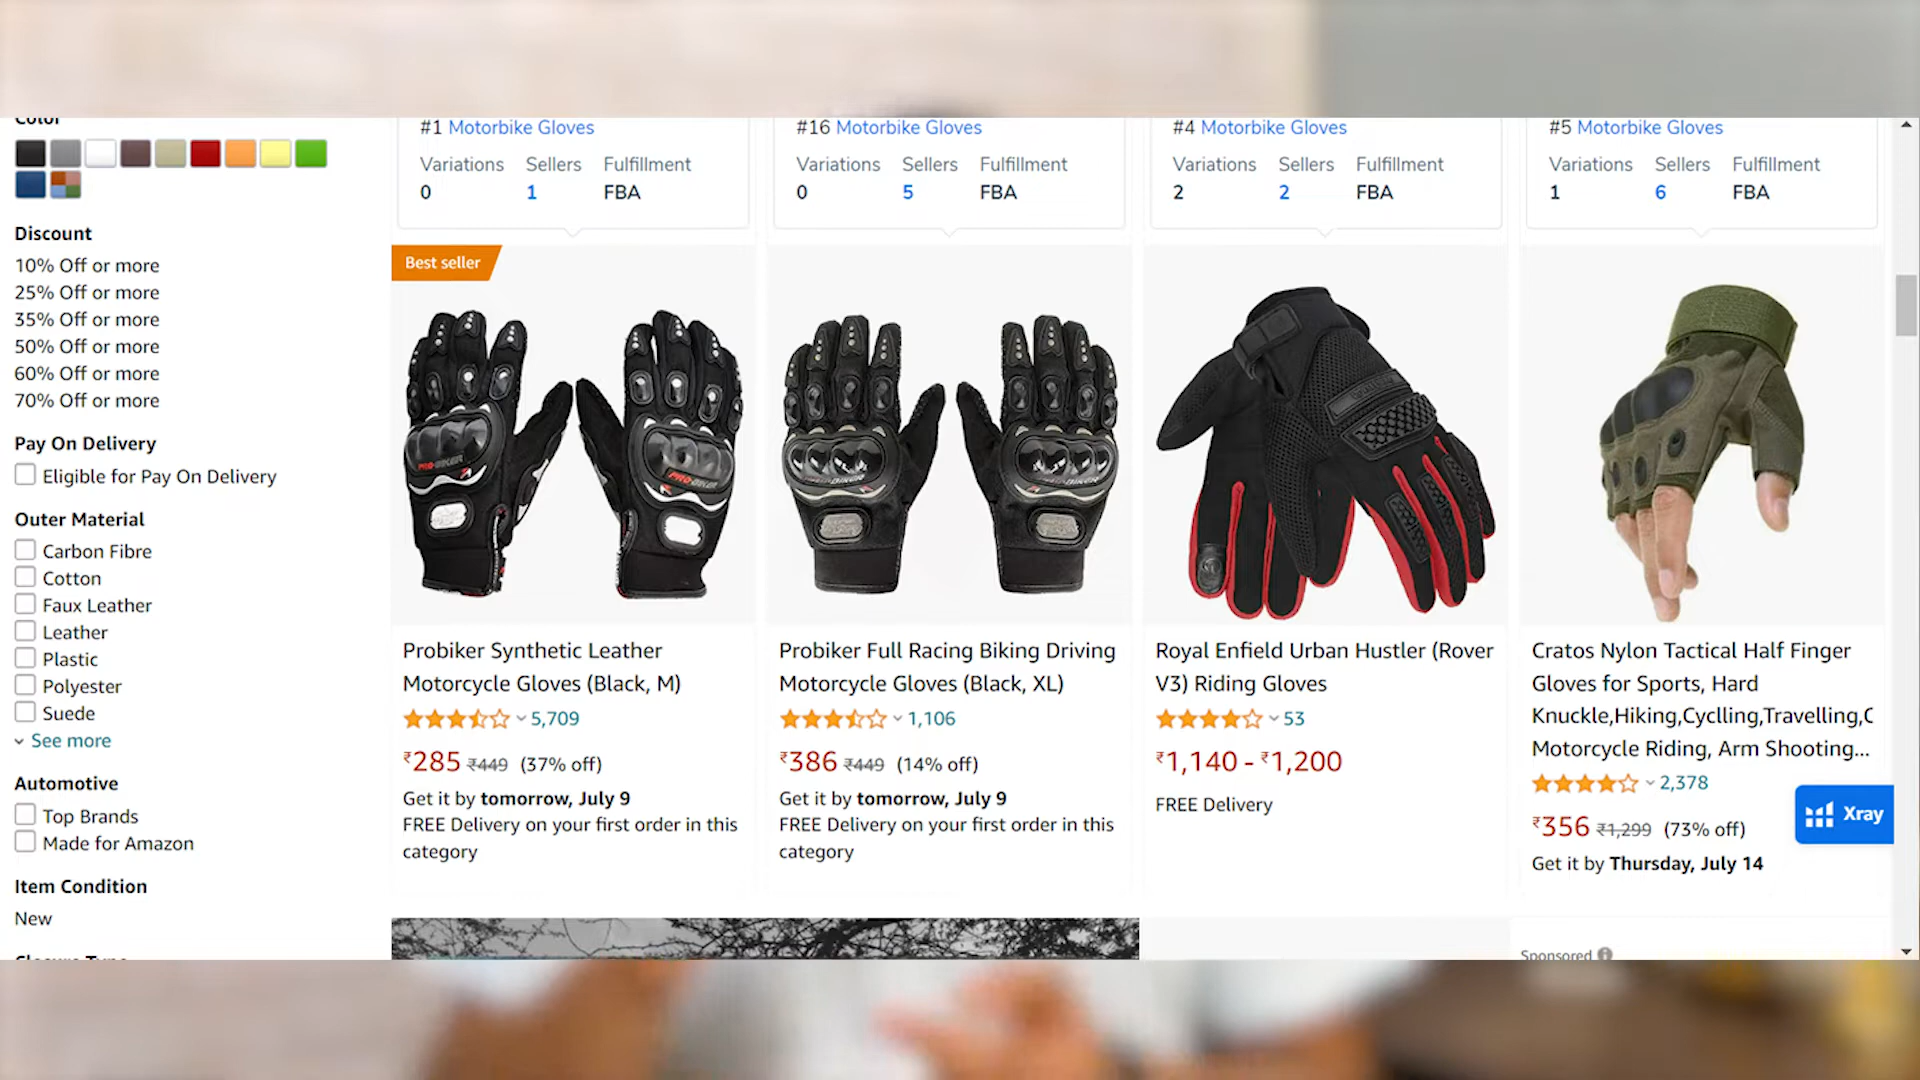 Color
Discount
10% Off or more
25% Off or more
35% Off or more
50% Off or more
60% Off or more
70% Off or more
Pay On Delivery
Eligible for Pay On Delivery
Outer Material
Carbon Fibre
Cotton
Faux Leather
Leather
Plastic
Polyester
Suede
See more
Automotive
Top Brands
Made for Amazon
Item Condition
New
Closure Type
#1 Motorbike Gloves
Variations Sellers Fulfillment
0 1 FBA
Best seller
PRO-BIKER
PRO-BIKER
Probiker Synthetic Leather
Motorcycle Gloves (Black, M)
5,709
₹285 ₹449 (37% off)
Get it by tomorrow, July 9
FREE Delivery on your first order in this
category
#16 Motorbike Gloves
Variations Sellers Fulfillment
0 5 FBA
Probiker Full Racing Biking Driving
Motorcycle Gloves (Black, XL)
1,106
₹386 ₹449 (14% off)
Get it by tomorrow, July 9
FREE Delivery on your first order in this
category
#4 Motorbike Gloves
Variations Sellers Fulfillment
2 2 FBA
Royal Enfield Urban Hustler (Rover
V3) Riding Gloves
53
₹1,140 - ₹1,200
FREE Delivery
#5 Motorbike Gloves
Variations Sellers Fulfillment
1 6 FBA
Cratos Nylon Tactical Half Finger
Gloves for Sports, Hard
Knuckle,Hiking,Cyclling,Travelling,C
Motorcycle Riding, Arm Shooting...
2,378
₹356 ₹1,299 (73% off)
Get it by Thursday, July 14
Xray
Sponsored